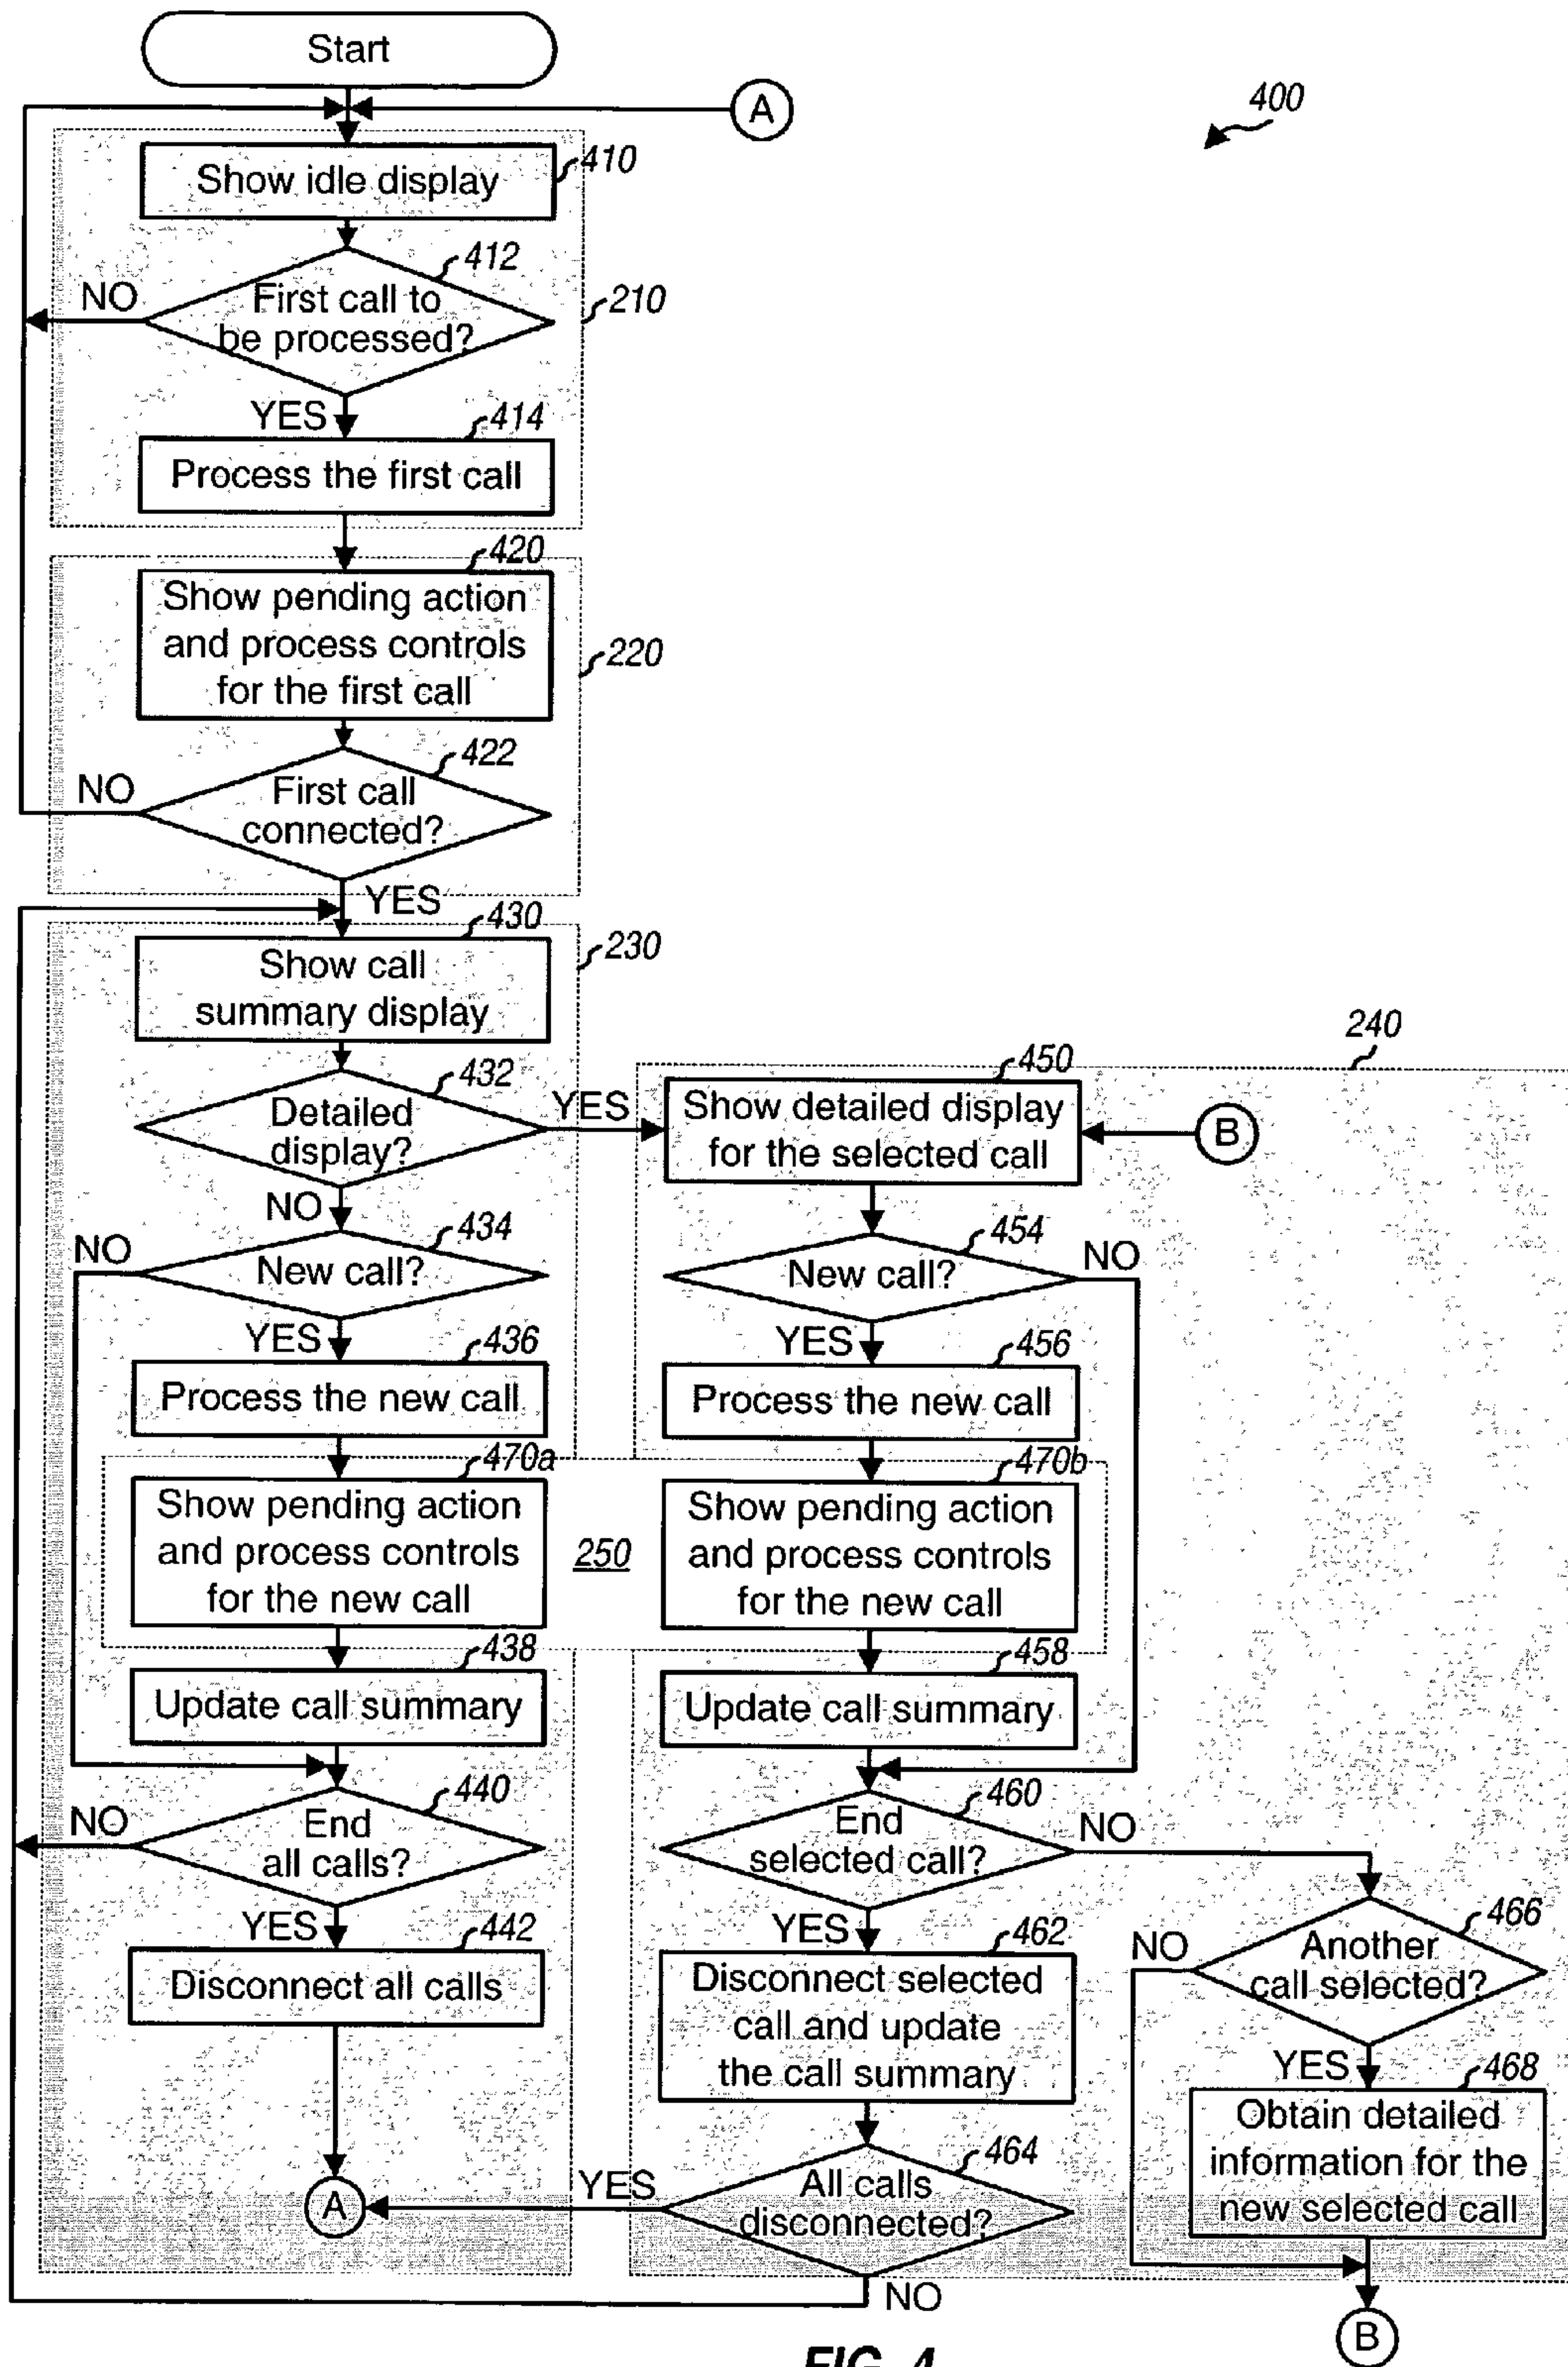 Start
A
400
Show idle display
410
412
NO
First call to
be processed?
210
YES
414
Process the first call
420
Show pending action
and process controls
for the first call
220
422
NO
First call
connected?
YES
430
Show call
summary display
230
240
432
Detailed
display?
YES
450
Show detailed display
for the selected call
B
NO
434
NO
New call?
454
New call?
NO
YES
436
Process the new call
YES
456
Process the new call
470a
Show pending action
and process controls
for the new call
250
470b
Show pending action
and process controls
for the new call
438
Update call summary
458
Update call summary
440
NO
End
all calls?
460
End
selected call?
NO
YES
442
Disconnect all calls
YES
462
Disconnect selected
call and update
the call summary
466
NO
Another
call selected?
YES
468
Obtain detailed
information for the
new selected call
464
All calls
disconnected?
YES
A
NO
B
FIG. 4